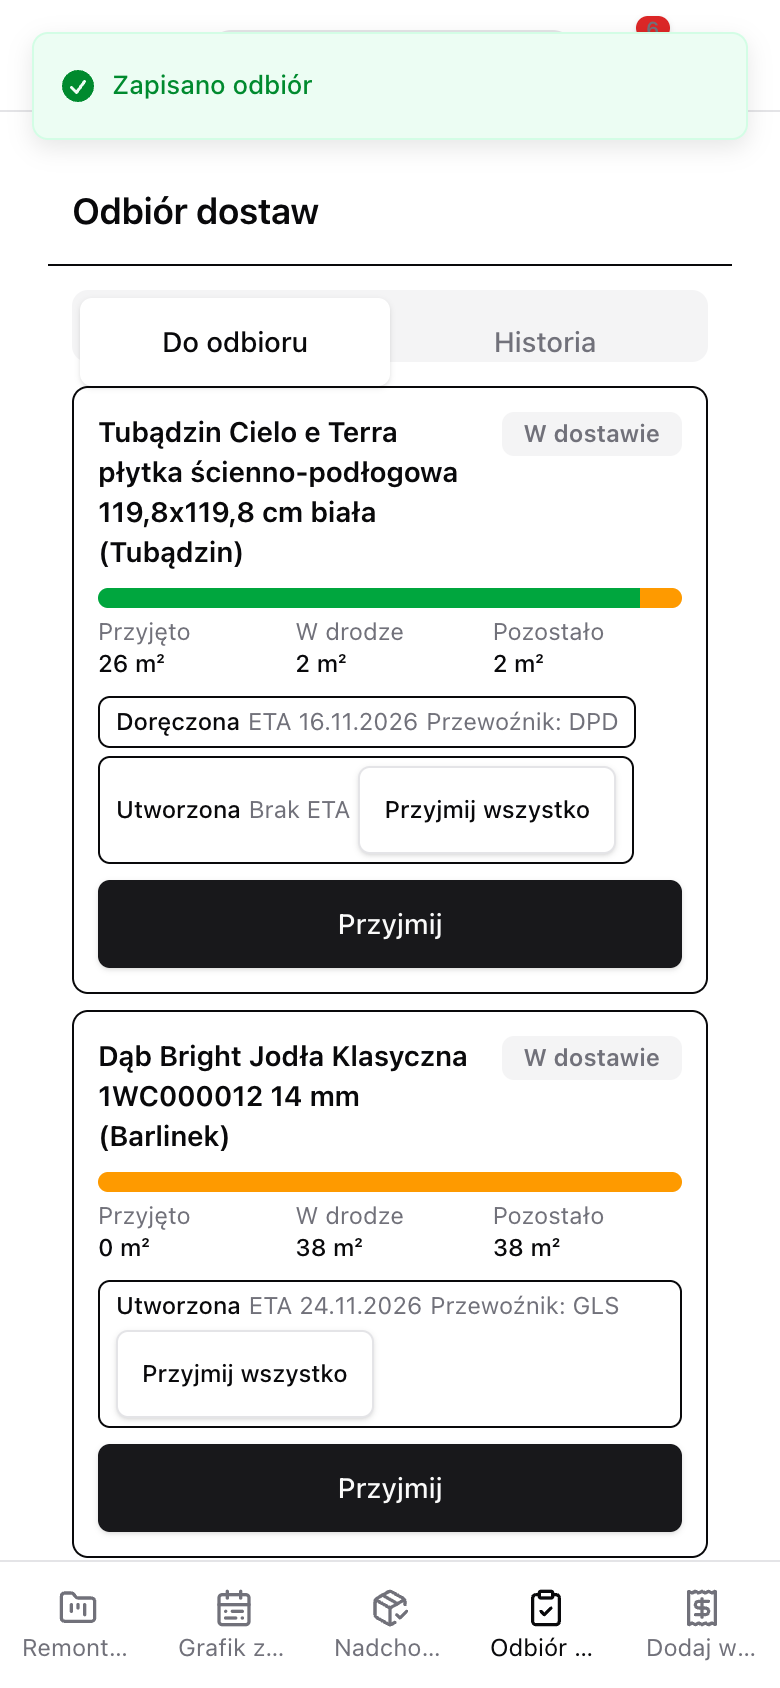 6
Zapisano odbiór
Odbiór dostaw
Do odbioru
Historia
Tubądzin Cielo e Terra
płytka ścienno-podłogowa
119,8x119,8 cm biała
(Tubądzin)
W dostawie
Przyjęto
W drodze
Pozostało
26 m²
2 m²
2 m²
Doręczona ETA 16.11.2026 Przewoźnik: DPD
Utworzona Brak ETA
Przyjmij wszystko
Przyjmij
Dąb Bright Jodła Klasyczna
1WC000012 14 mm
(Barlinek)
W dostawie
Przyjęto
W drodze
Pozostało
0 m²
38 m²
38 m²
Utworzona ETA 24.11.2026 Przewoźnik: GLS
Przyjmij wszystko
Przyjmij
Remont...
Grafik z...
Nadcho...
Odbiór ...
Dodaj w...